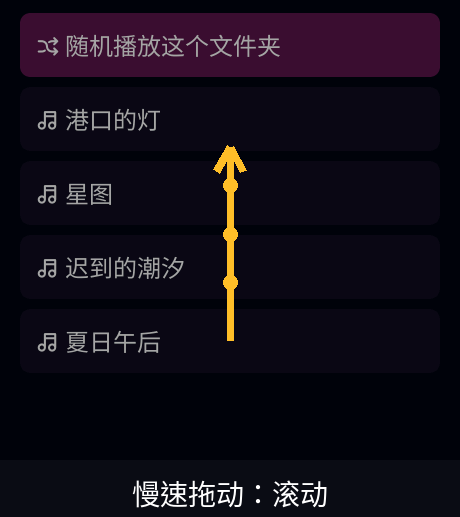 随机播放这个文件夹
港口的灯
星图
迟到的潮汐
夏日午后
慢速拖动：滚动